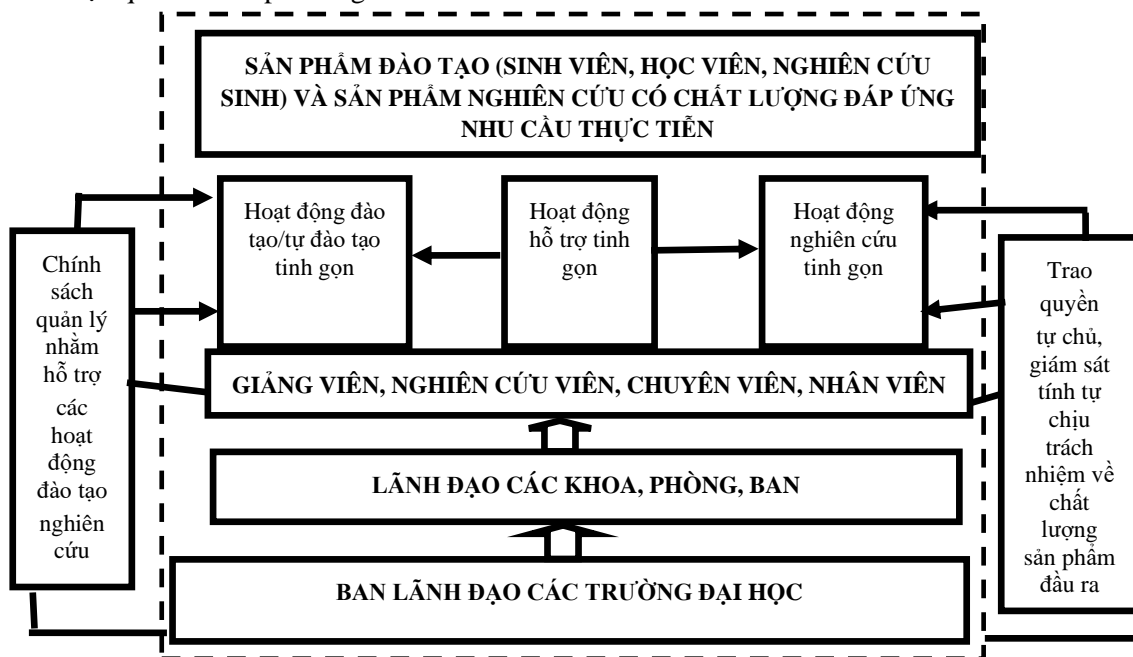 SẢN PHẨM ĐÀO TẠO (SINH VIÊN, HỌC VIÊN, NGHIÊN CỨU
SINH) VÀ SẢN PHẨM NGHIÊN CỨU CÓ CHẤT LƯỢNG ĐÁP ỨNG
NHU CẦU THỰC TIỄN
Hoạt động đào
tạo/tự đào tạo
tinh gọn
Hoạt động
hỗ trợ tinh
gọn
Hoạt động
nghiên cứu
tinh gọn
Chính
sách
quản lý
nhằm
hỗ trợ
các
hoạt
động
đào tạo
nghiên
cứu
Trao
quyền
tự chủ,
giám sát
tính tự
chịu
trách
nhiệm về
chất
lượng
sản phẩm
đầu ra
GIẢNG VIÊN, NGHIÊN CỨU VIÊN, CHUYÊN VIÊN, NHÂN VIÊN
LÃNH ĐẠO CÁC KHOA, PHÒNG, BAN
BAN LÃNH ĐẠO CÁC TRƯỜNG ĐẠI HỌC